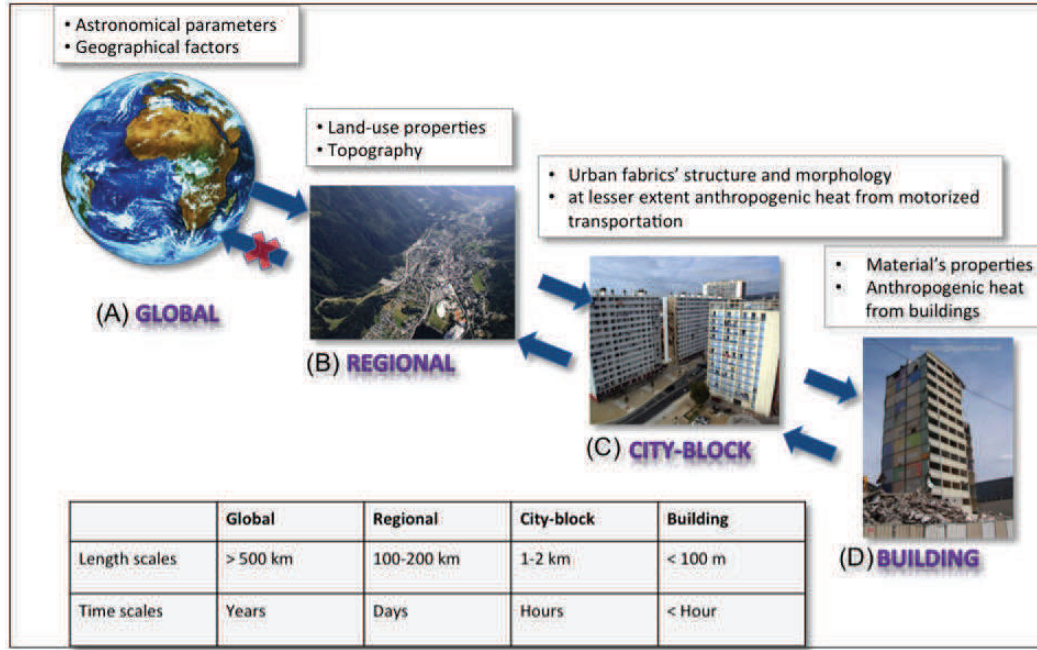 • Astronomical parameters
• Geographical factors
• Land-use properties
• Topography
• Urban fabrics' structure and morphology
• at lesser extent anthropogenic heat from motorized
transportation
• Material's properties
• Anthropogenic heat
from buildings
(A) GLOBAL
(B) REGIONAL
(C) CITY-BLOCK
(D) BUILDING
Global Regional City-block Building
Length scales > 500 km 100-200 km 1-2 km < 100 m
Time scales Years Days Hours < Hour